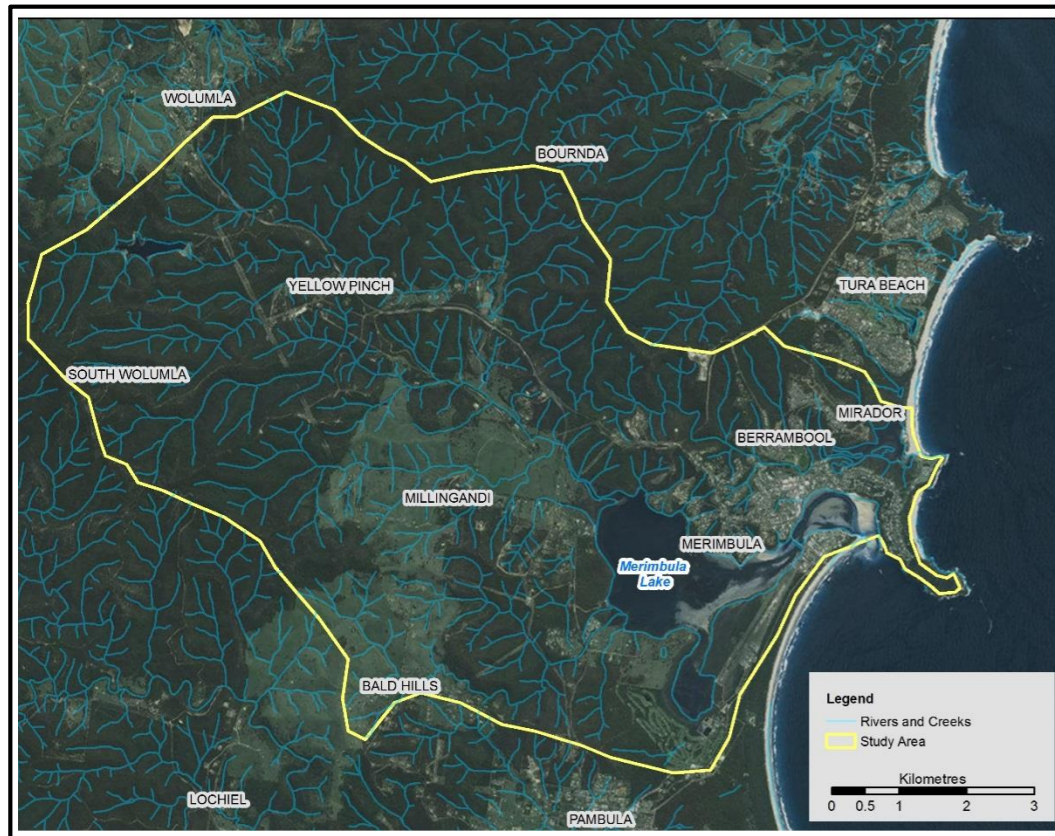 WOLUMLA
BOURNDA
YELLOW PINCH
TURA BEACH
SOUTH WOLUMLA
MIRADOR
BERRAMBOOL
MILLINGANDI
MERIMBULA
Merimbula
Lake
BALD HILLS
LOCHIEL
PAMBULA
Legend
Rivers and Creeks
Study Area
Kilometres
0 0.5 1 2 3